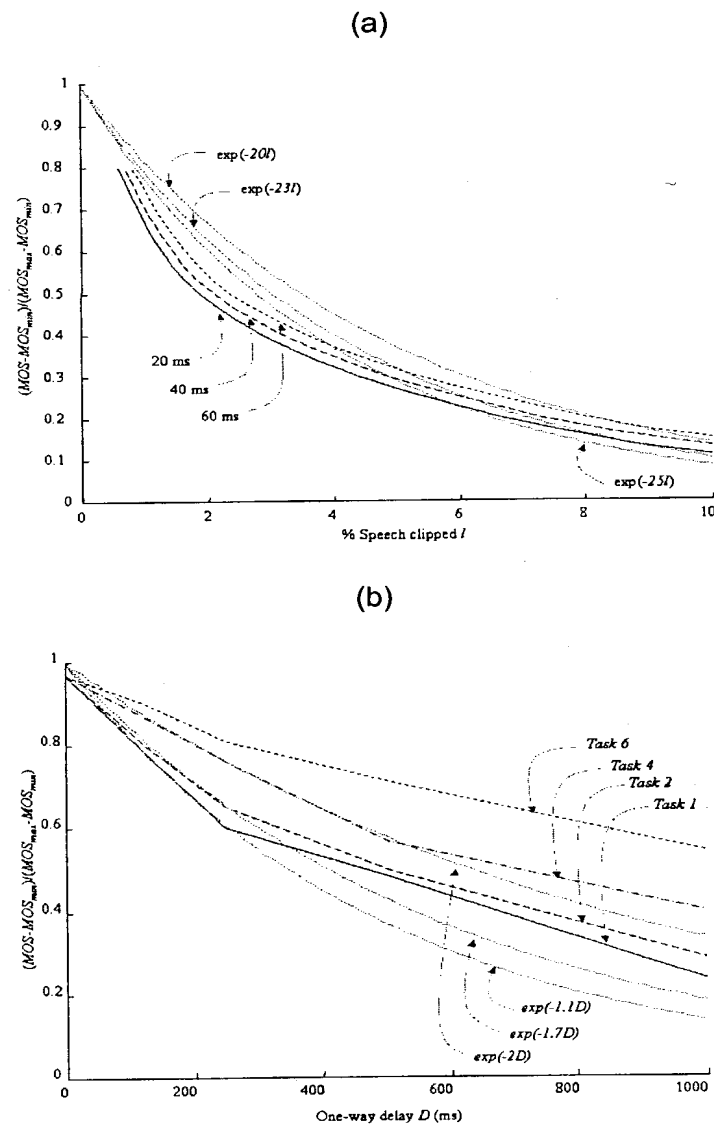 (a)
1
0.9
0.8
0.7
0.6
0.5
0.4
0.3
0.2
0.1
0
(MOS-MOSmin)/(MOSmax-MOSmin)
exp(-20l)
exp(-23l)
20 ms
40 ms
60 ms
exp(-25l)
0 2 4 6 8 10
% Speech clipped l
(b)
1
0.8
0.6
0.4
0.2
0
(MOS-MOSmin)/(MOSmax-MOSmin)
Task 6
Task 4
Task 2
Task 1
exp(-1.1D)
exp(-1.7D)
exp(-2D)
0 200 400 600 800 1000
One-way delay D (ms)